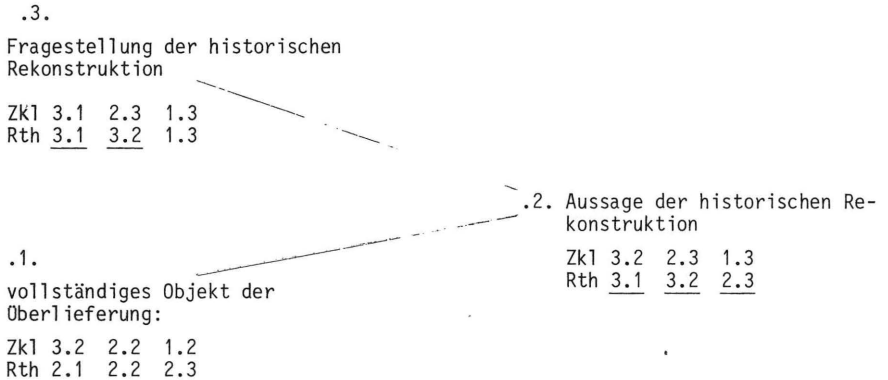 .3.
Fragestellung der historischen
Rekonstruktion
Zkl 3.1 2.3 1.3
Rth 3.1 3.2 1.3
.2. Aussage der historischen Re-
konstruktion
Zkl 3.2 2.3 1.3
Rth 3.1 3.2 2.3
.1.
vollständiges Objekt der
Überlieferung:
Zkl 3.2 2.2 1.2
Rth 2.1 2.2 2.3